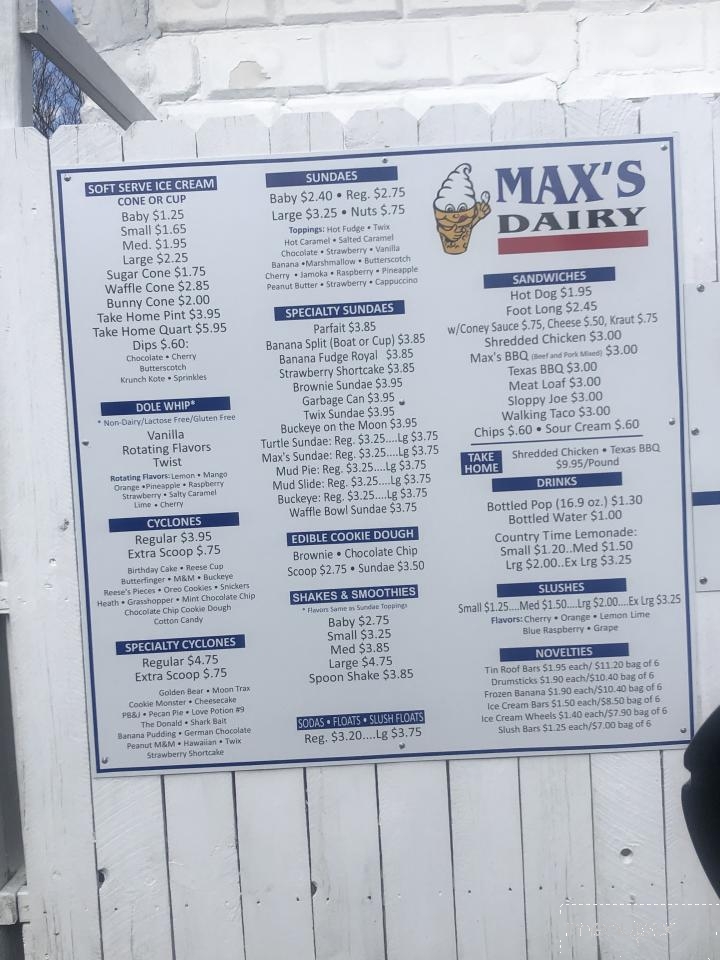 SOFT SERVE ICE CREAM
CONE OR CUP
Baby $1.25
Small $1.65
Med. $1.95
Large $2.25
Sugar Cone $1.75
Waffle Cone $2.85
Bunny Cone $2.00
Take Home Pint $3.95
Take Home Quart $5.95
Dips $.60:
Chocolate • Cherry
Butterscotch
Krunch Kote • Sprinkles
DOLE WHIP*
* Non-Dairy/Lactose Free/Gluten Free
Vanilla
Rotating Flavors
Twist
Rotating Flavors: Lemon • Mango
Orange •Pineapple • Raspberry
Strawberry • Salty Caramel
Lime • Cherry
CYCLONES
Regular $3.95
Extra Scoop $.75
Birthday Cake • Reese Cup
Butterfinger • M&M • Buckeye
Reese's Pieces • Oreo Cookies • Snickers
Heath • Grasshopper • Mint Chocolate Chip
Chocolate Chip Cookie Dough
Cotton Candy
SPECIALTY CYCLONES
Regular $4.75
Extra Scoop $.75
Golden Bear • Moon Trax
Cookie Monster • Cheesecake
PB&J • Pecan Pie • Love Potion #9
The Donald • Shark Bait
Banana Pudding • German Chocolate
Peanut M&M • Hawaiian • Twix
Strawberry Shortcake
SUNDAES
Baby $2.40 • Reg. $2.75
Large $3.25 • Nuts $.75
Toppings: Hot Fudge • Twix
Hot Caramel • Salted Caramel
Chocolate • Strawberry • Vanilla
Banana •Marshmallow • Butterscotch
Cherry • Jamoka • Raspberry • Pineapple
Peanut Butter • Strawberry • Cappuccino
SPECIALTY SUNDAES
Parfait $3.85
Banana Split (Boat or Cup) $3.85
Banana Fudge Royal $3.85
Strawberry Shortcake $3.85
Brownie Sundae $3.95
Garbage Can $3.95
Twix Sundae $3.95
Buckeye on the Moon $3.95
Turtle Sundae: Reg. $3.25....Lg $3.75
Max's Sundae: Reg. $3.25....Lg $3.75
Mud Pie: Reg. $3.25....Lg $3.75
Mud Slide: Reg. $3.25....Lg $3.75
Buckeye: Reg. $3.25....Lg $3.75
Waffle Bowl Sundae $3.75
EDIBLE COOKIE DOUGH
Brownie • Chocolate Chip
Scoop $2.75 • Sundae $3.50
SHAKES & SMOOTHIES
* Flavors Same as Sundae Toppings
Baby $2.75
Small $3.25
Med $3.85
Large $4.75
Spoon Shake $3.85
SODAS • FLOATS • SLUSH FLOATS
Reg. $3.20....Lg $3.75
MAX'S
DAIRY
SANDWICHES
Hot Dog $1.95
Foot Long $2.45
w/Coney Sauce $.75, Cheese $.50, Kraut $.75
Shredded Chicken $3.00
Max's BBQ (Beef and Pork Mixed) $3.00
Texas BBQ $3.00
Meat Loaf $3.00
Sloppy Joe $3.00
Walking Taco $3.00
Chips $.60 • Sour Cream $.60
TAKE HOME
Shredded Chicken • Texas BBQ
$9.95/Pound
DRINKS
Bottled Pop (16.9 oz.) $1.30
Bottled Water $1.00
Country Time Lemonade:
Small $1.20..Med $1.50
Lrg $2.00..Ex Lrg $3.25
SLUSHES
Small $1.25....Med $1.50....Lrg $2.00....Ex Lrg $3.25
Flavors: Cherry • Orange • Lemon Lime
Blue Raspberry • Grape
NOVELTIES
Tin Roof Bars $1.95 each/ $11.20 bag of 6
Drumsticks $1.90 each/$10.40 bag of 6
Frozen Banana $1.90 each/$10.40 bag of 6
Ice Cream Bars $1.50 each/$8.50 bag of 6
Ice Cream Wheels $1.40 each/$7.90 bag of 6
Slush Bars $1.25 each/$7.00 bag of 6